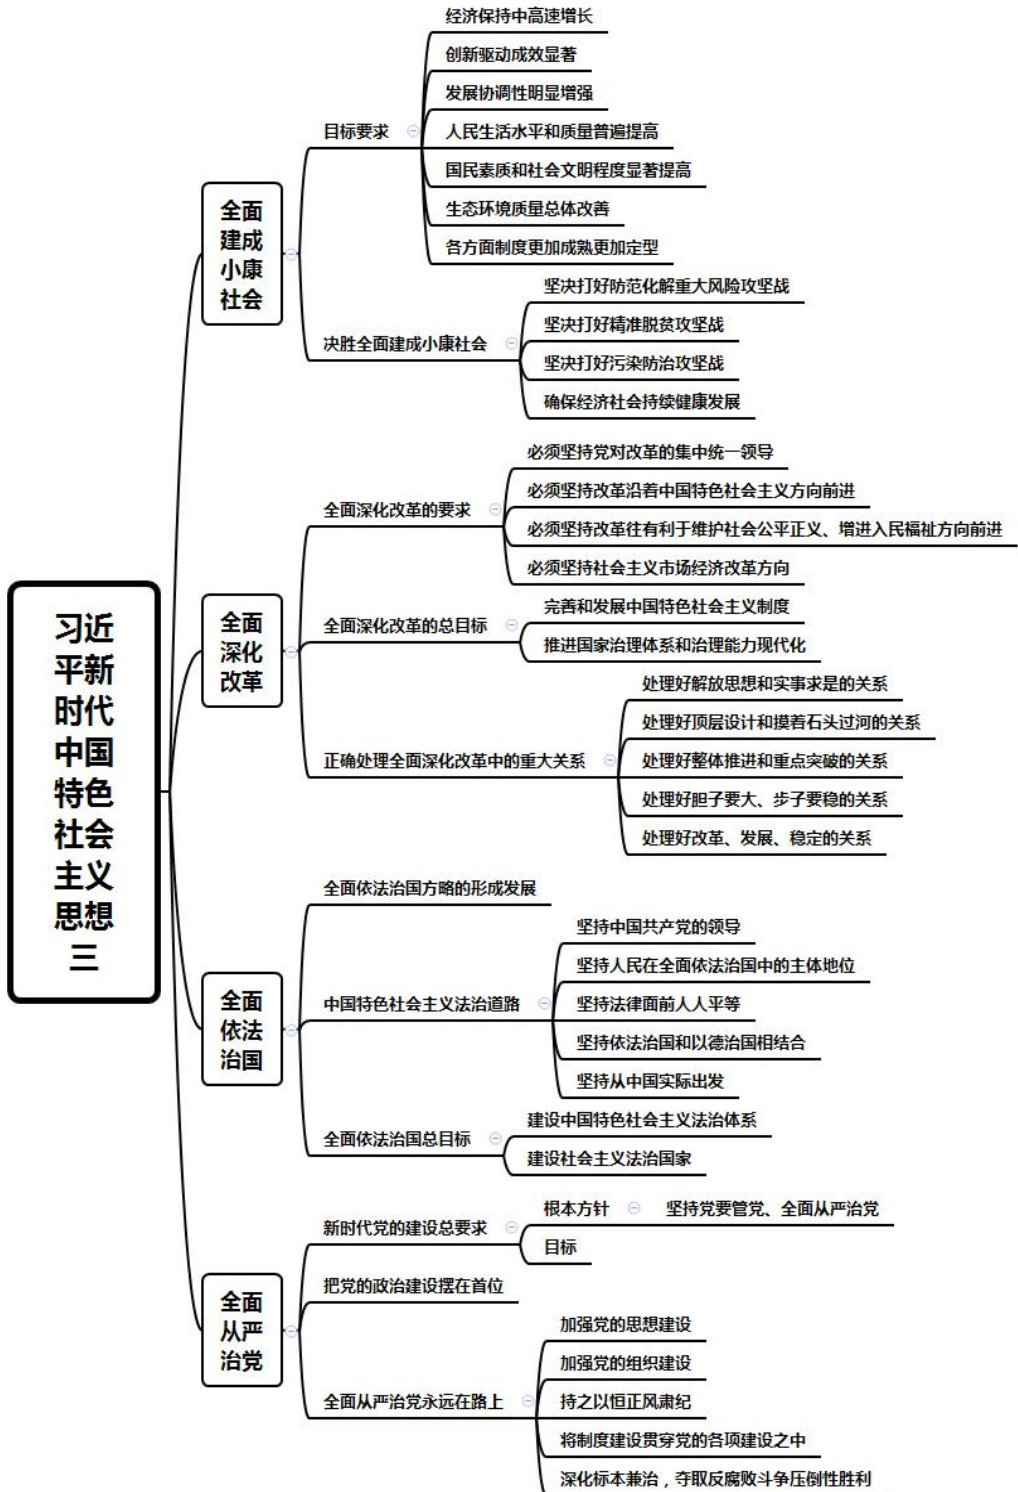 习近
平新
时代
中国
特色
社会
主义
思想
三
全面
建成
小康
社会
目标要求
经济保持中高速增长
创新驱动成效显著
发展协调性明显增强
人民生活水平和质量普遍提高
国民素质和社会文明程度显著提高
生态环境质量总体改善
各方面制度更加成熟更加定型
决胜全面建成小康社会
坚决打好防范化解重大风险攻坚战
坚决打好精准脱贫攻坚战
坚决打好污染防治攻坚战
确保经济社会持续健康发展
全面
深化
改革
全面深化改革的要求
必须坚持党对改革的集中统一领导
必须坚持改革沿着中国特色社会主义方向前进
必须坚持改革往有利于维护社会公平正义、增进入民福祉方向前进
必须坚持社会主义市场经济改革方向
全面深化改革的总目标
完善和发展中国特色社会主义制度
推进国家治理体系和治理能力现代化
正确处理全面深化改革中的重大关系
处理好解放思想和实事求是的关系
处理好顶层设计和摸着石头过河的关系
处理好整体推进和重点突破的关系
处理好胆子要大、步子要稳的关系
处理好改革、发展、稳定的关系
全面
依法
治国
全面依法治国方略的形成发展
中国特色社会主义法治道路
坚持中国共产党的领导
坚持人民在全面依法治国中的主体地位
坚持法律面前人人平等
坚持依法治国和以德治国相结合
坚持从中国实际出发
全面依法治国总目标
建设中国特色社会主义法治体系
建设社会主义法治国家
全面
从严
治党
新时代党的建设总要求
根本方针
坚持党要管党、全面从严治党
目标
把党的政治建设摆在首位
全面从严治党永远在路上
加强党的思想建设
加强党的组织建设
持之以恒正风肃纪
将制度建设贯穿党的各项建设之中
深化标本兼治，夺取反腐败斗争压倒性胜利